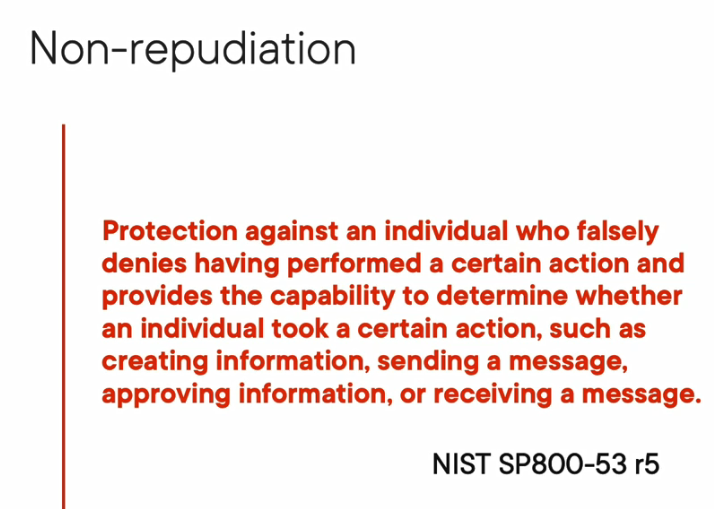 Non-repudiation
Protection against an individual who falsely
denies having performed a certain action and
provides the capability to determine whether
an individual took a certain action, such as
creating information, sending a message,
approving information, or receiving a message.
NIST SP800-53 r5